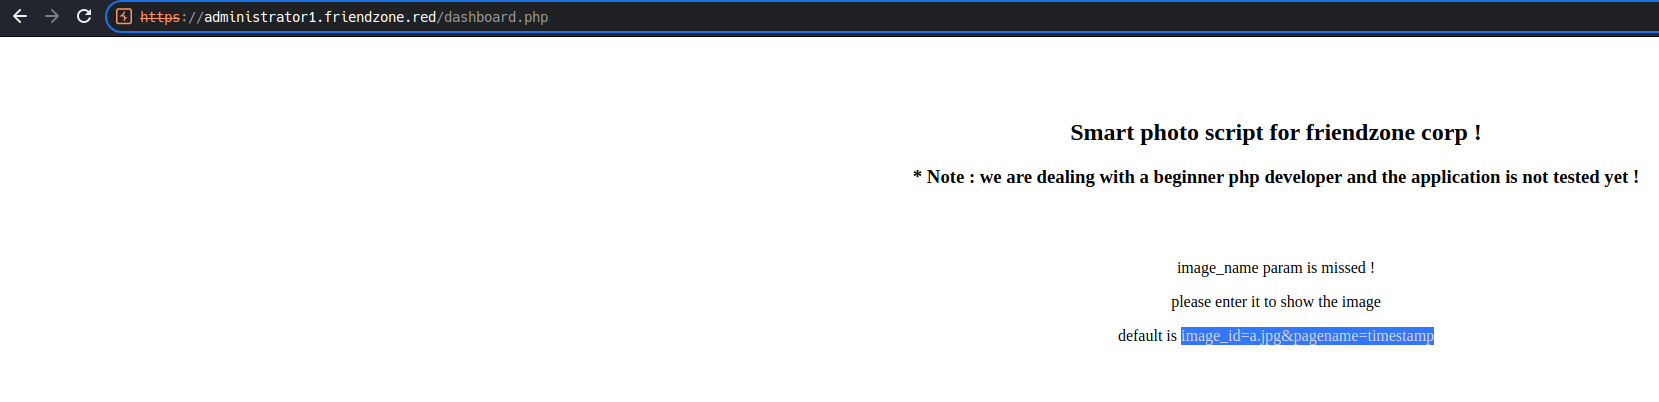 https://administrator1.friendzone.red/dashboard.php
Smart photo script for friendzone corp !
* Note : we are dealing with a beginner php developer and the application is not tested yet !
image_name param is missed !
please enter it to show the image
default is image_id=a.jpg&pagename=timestamp